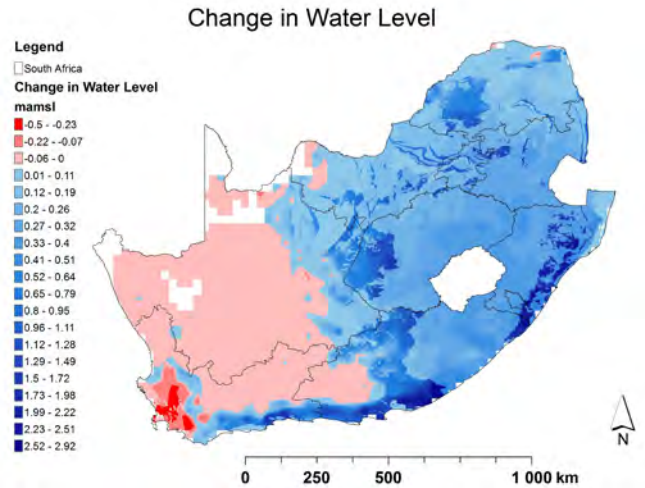 Change in Water Level
Legend
South Africa
Change in Water Level
mamsl
-0.5 - -0.23
-0.22 - -0.07
-0.06 - 0
0.01 - 0.11
0.12 - 0.19
0.2 - 0.26
0.27 - 0.32
0.33 - 0.4
0.41 - 0.51
0.52 - 0.64
0.65 - 0.79
0.8 - 0.95
0.96 - 1.11
1.12 - 1.28
1.29 - 1.49
1.5 - 1.72
1.73 - 1.98
1.99 - 2.22
2.23 - 2.51
2.52 - 2.92
N
0 250 500 1 000 km